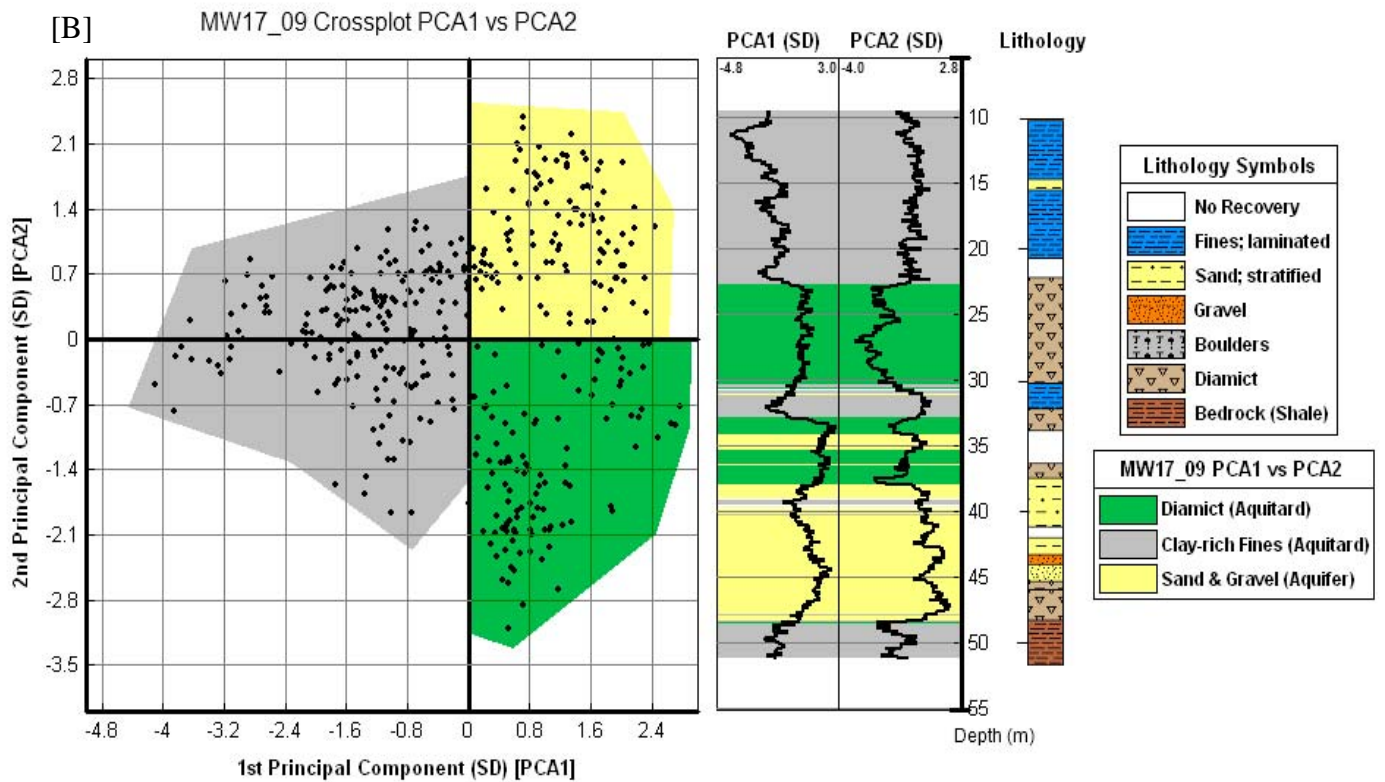 [B]
MW17_09 Crossplot PCA1 vs PCA2
2nd Principal Component (SD) [PCA2]
2.8
2.1
1.4
0.7
0
-0.7
-1.4
-2.1
-2.8
-3.5
-4.8 -4 -3.2 -2.4 -1.6 -0.8 0 0.8 1.6 2.4
1st Principal Component (SD) [PCA1]
PCA1 (SD) PCA2 (SD) Lithology
-4.8 3.0 -4.0 2.8
10
15
20
25
30
35
40
45
50
55
Depth (m)
Lithology Symbols
No Recovery
Fines; laminated
Sand; stratified
Gravel
Boulders
Diamict
Bedrock (Shale)
MW17_09 PCA1 vs PCA2
Diamict (Aquitard)
Clay-rich Fines (Aquitard)
Sand & Gravel (Aquifer)